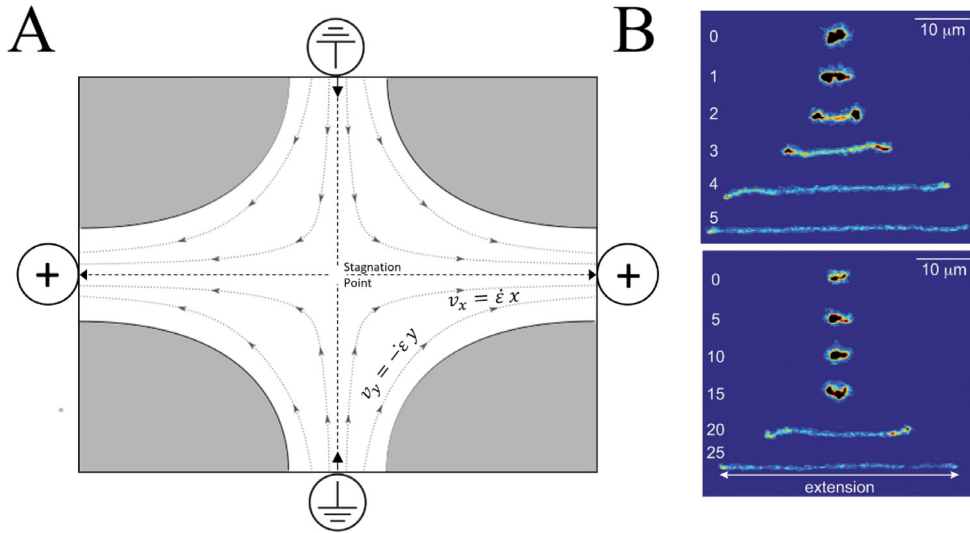 A
+
+
Stagnation
Point
v_x = ε̇ x
v_y = −ε̇ y
B
10 μm
0
1
2
3
4
5
10 μm
0
5
10
15
20
25
extension